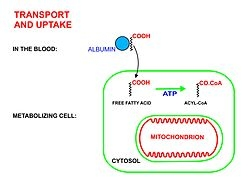 TRANSPORT
AND UPTAKE
COOH
IN THE BLOOD:
ALBUMIN
COOH
CO.CoA
ATP
FREE FATTY ACID
ACYL-CoA
METABOLIZING CELL:
MITOCHONDRION
CYTOSOL